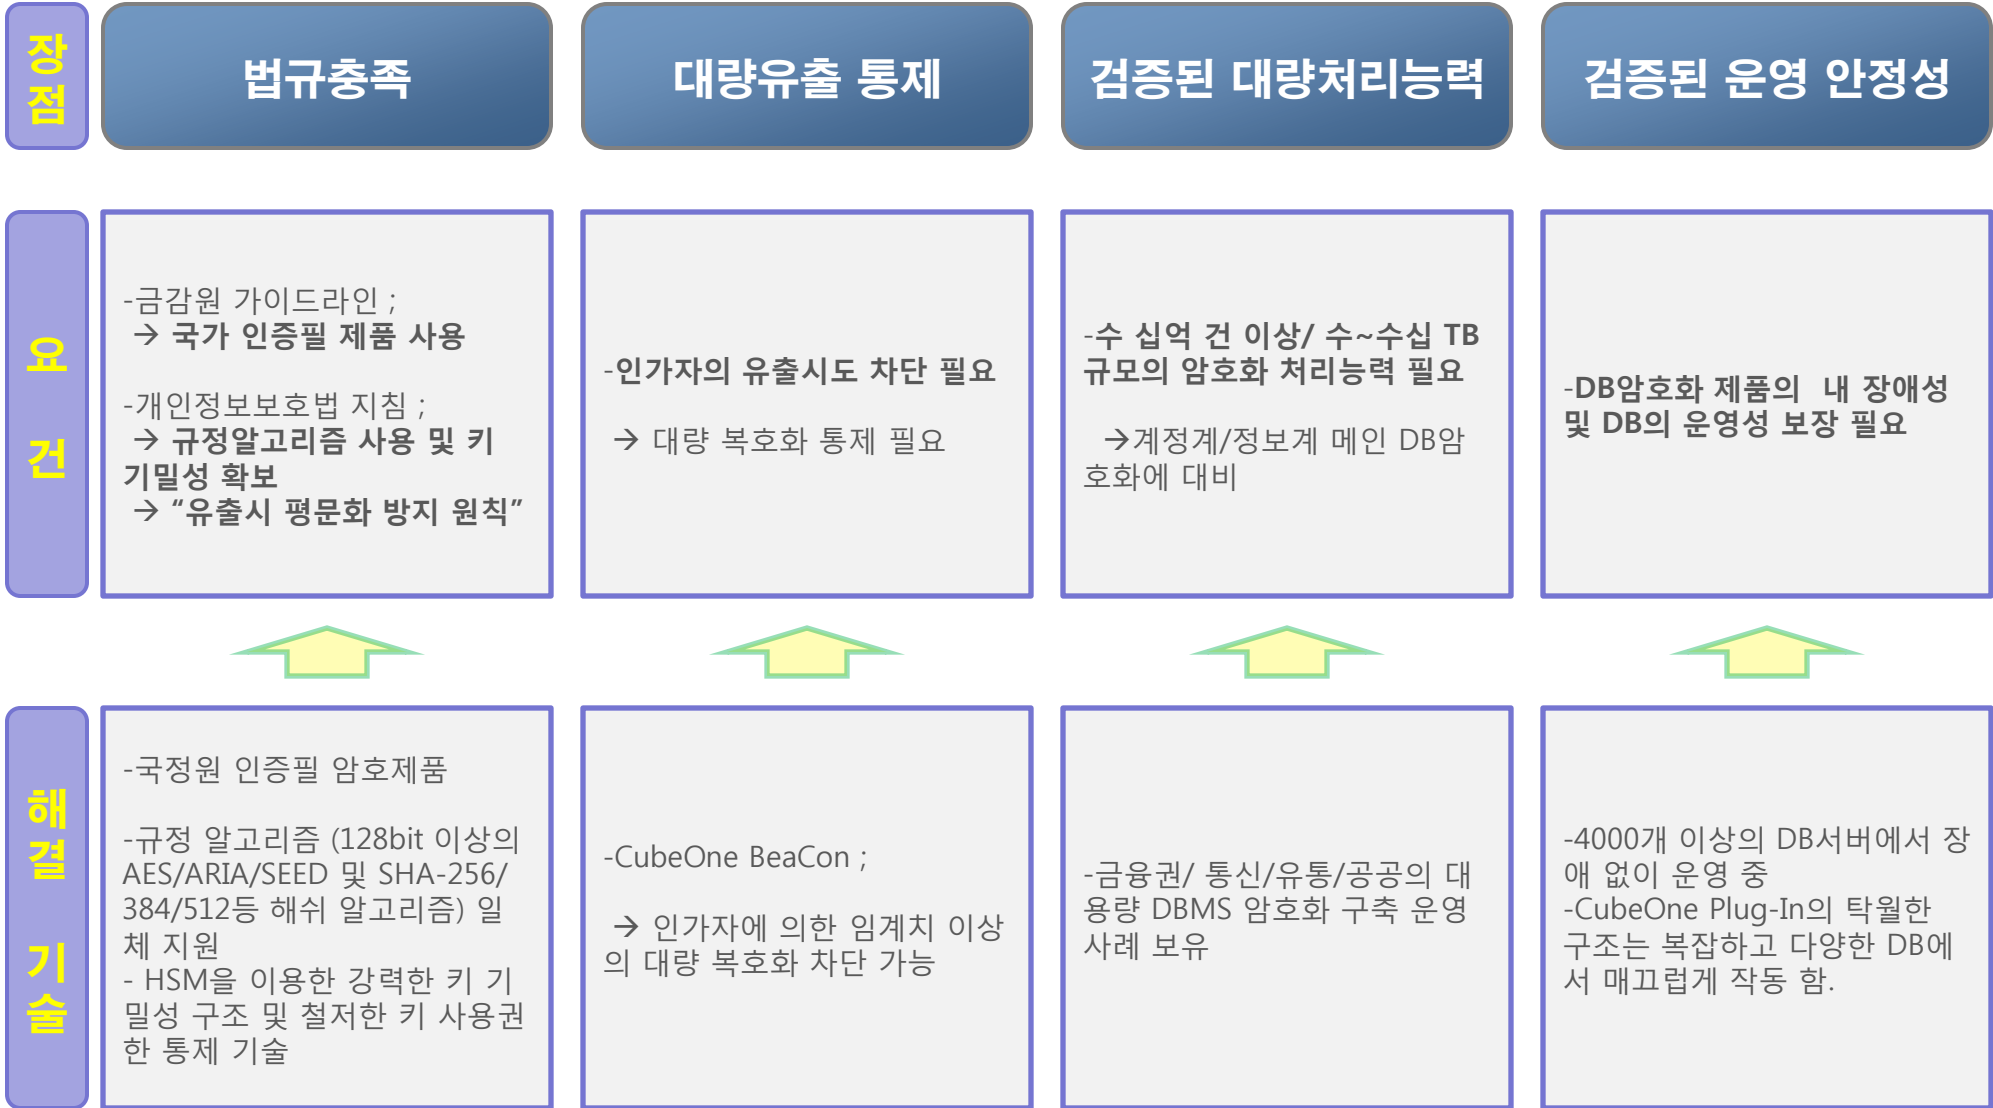 장
점
법규충족
대량유출 통제
검증된 대량처리능력
검증된 운영 안정성
요
건
-금감원 가이드라인 ;
→ 국가 인증필 제품 사용
-개인정보보호법 지침 ;
→ 규정알고리즘 사용 및 키
기밀성 확보
→ “유출시 평문화 방지 원칙”
-인가자의 유출시도 차단 필요
→ 대량 복호화 통제 필요
-수 십억 건 이상/ 수~수십 TB
규모의 암호화 처리능력 필요
→계정계/정보계 메인 DB암
호화에 대비
-DB암호화 제품의 내 장애성
및 DB의 운영성 보장 필요
해
결
기
술
-국정원 인증필 암호제품
-규정 알고리즘 (128bit 이상의
AES/ARIA/SEED 및 SHA-256/
384/512등 해쉬 알고리즘) 일
체 지원
- HSM을 이용한 강력한 키 기
밀성 구조 및 철저한 키 사용권
한 통제 기술
-CubeOne BeaCon ;
→ 인가자에 의한 임계치 이상
의 대량 복호화 차단 가능
-금융권/ 통신/유통/공공의 대
용량 DBMS 암호화 구축 운영
사례 보유
-4000개 이상의 DB서버에서 장
애 없이 운영 중
-CubeOne Plug-In의 탁월한
구조는 복잡하고 다양한 DB에
서 매끄럽게 작동 함.